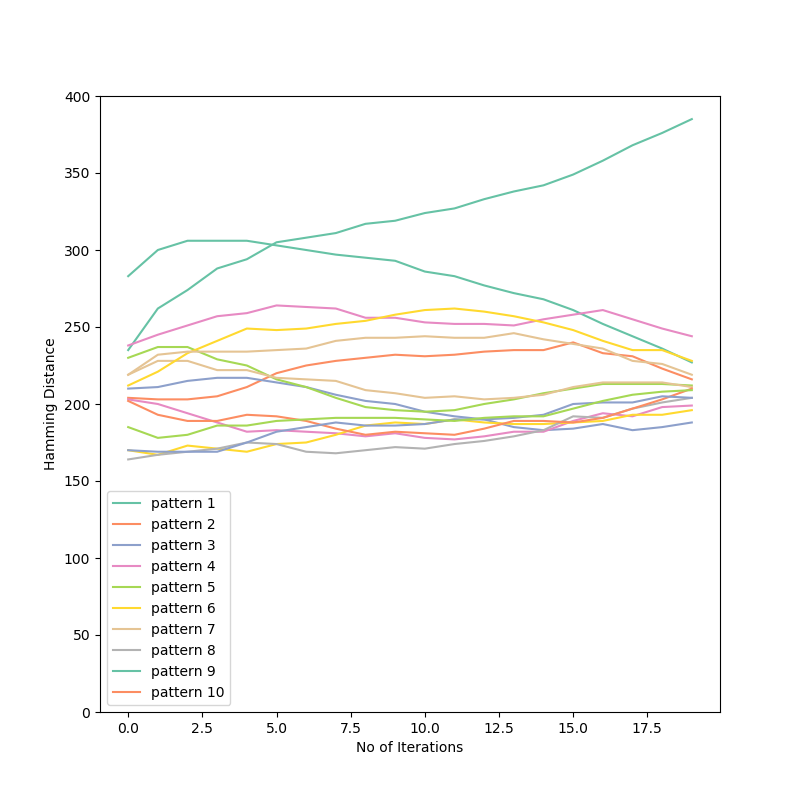 400
350
300
250
200
150
100
50
0
Hamming Distance
pattern 1
pattern 2
pattern 3
pattern 4
pattern 5
pattern 6
pattern 7
pattern 8
pattern 9
pattern 10
0.0 2.5 5.0 7.5 10.0 12.5 15.0 17.5
No of Iterations